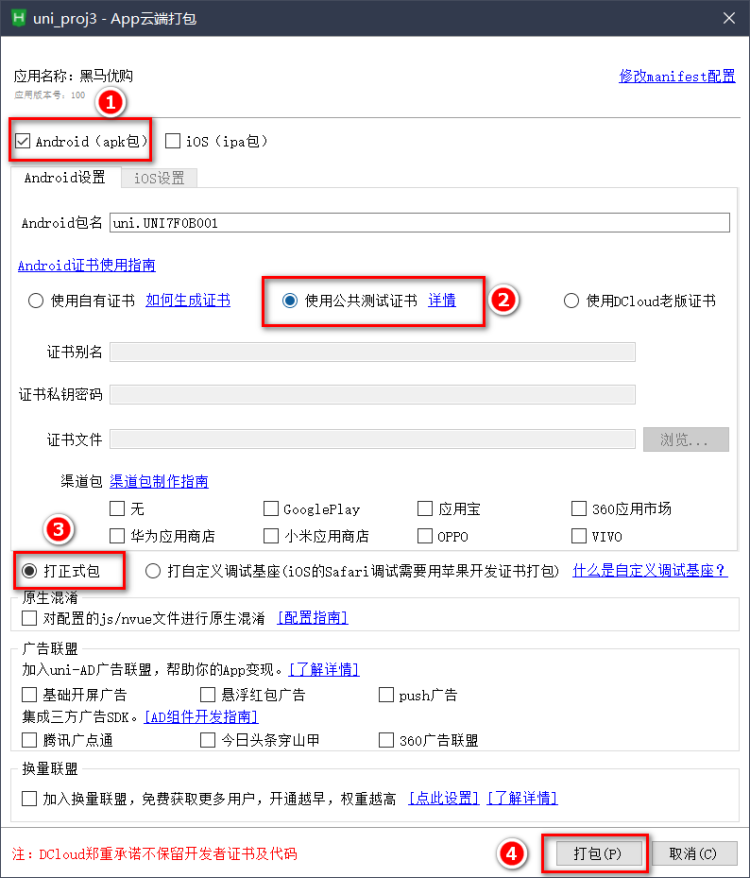 uni_proj3 - App云端打包
应用名称：黑马优购
修改manifest配置
应用版本号：100
1
Android（apk包）
iOS（ipa包）
Android设置
iOS设置
Android包名
uni.UNI7F0B001
Android证书使用指南
使用自有证书 如何生成证书
使用公共测试证书 详情
2
使用DCloud老版证书
证书别名
证书私钥密码
证书文件
浏览...
渠道包 渠道包制作指南
无
GooglePlay
应用宝
360应用市场
3
华为应用商店
小米应用商店
OPPO
VIVO
打正式包
打自定义调试基座(iOS的Safari调试需要用苹果开发证书打包)
什么是自定义调试基座？
原生混淆
对配置的js/nvue文件进行原生混淆 [配置指南]
广告联盟
加入uni-AD广告联盟，帮助你的App变现。[了解详情]
基础开屏广告
悬浮红包广告
push广告
集成三方广告SDK。[AD组件开发指南]
腾讯广点通
今日头条穿山甲
360广告联盟
换量联盟
加入换量联盟，免费获取更多用户，开通越早，权重越高 [点此设置] [了解详情]
注：DCloud郑重承诺不保留开发者证书及代码
4
打包(P)
取消(C)